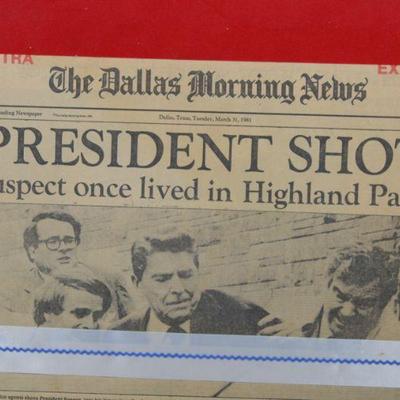 TRA
EX
The Dallas Morning News
Dallas, Texas, Tuesday, March 31, 1981
PRESIDENT SHOT
uspect once lived in Highland Pa